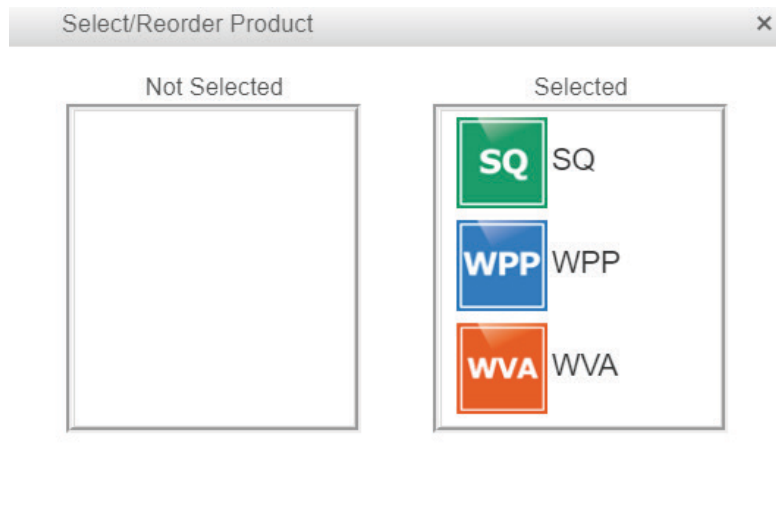 Select/Reorder Product ×
Not Selected Selected
SQ SQ
WPP WPP
WVA WVA